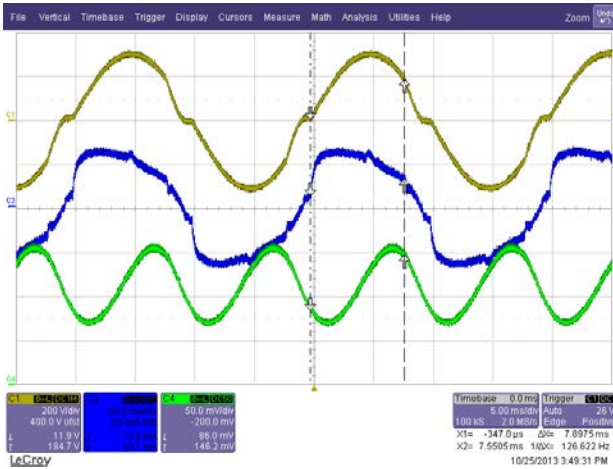 File Vertical Timebase Trigger Display Cursors Measure Math Analysis Utilities Help Zoom Undo
C1
C2
C4
C1 DC1M
200 V/div
400.0 V ofst
11.9 V
184.7 V
C4
50.0 mV/div
-200.0 mV
86.0 mV
146.2 mV
Timebase 0.0 ms
5.00 ms/div
100 kS 2.0 MS/s
Trigger C1 DC
Auto 26 V
Edge Positive
X1= -347.0 µs ΔX= 7.8975 ms
X2= 7.5505 ms 1/ΔX= 126.622 Hz
LeCroy
10/25/2013 3:49:31 PM